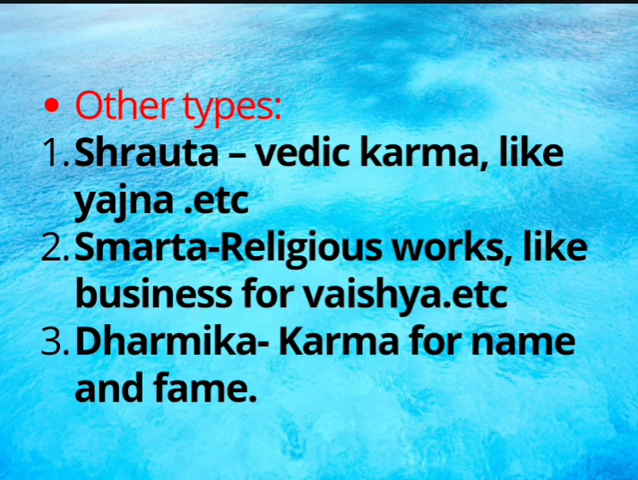 • Other types:
1. Shrauta – vedic karma, like
yajna .etc
2. Smarta-Religious works, like
business for vaishya.etc
3. Dharmika- Karma for name
and fame.